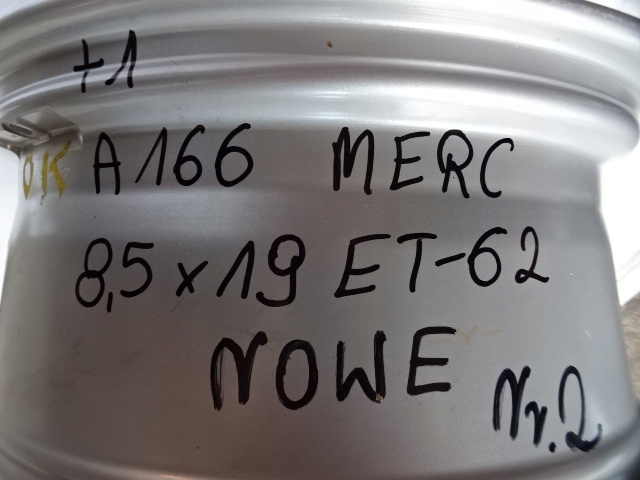 +1
OK A166 MERC
8,5x19 ET-62
NOWE
Nr.2